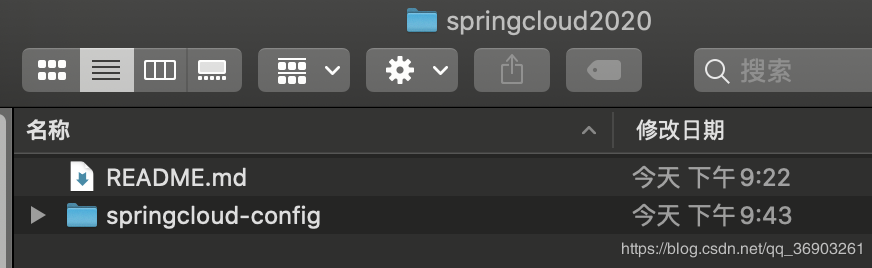 springcloud2020
搜索
名称 修改日期
README.md 今天 下午9:22
springcloud-config 今天 下午9:43
https://blog.csdn.net/qq_36903261